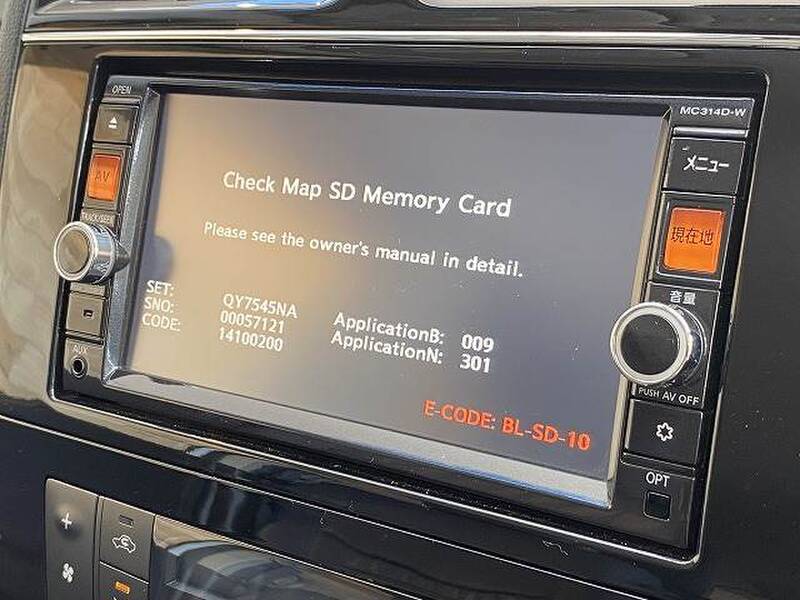 OPEN
MC314D-W
AV
メニュー
TRACK/SEEK
現在地
音量
AUX
PUSH AV OFF
OPT
Check Map SD Memory Card
Please see the owner's manual in detail.
SET: QY7545NA
SNO: 00057121 ApplicationB: 009
CODE: 14100200 ApplicationN: 301
E-CODE: BL-SD-10